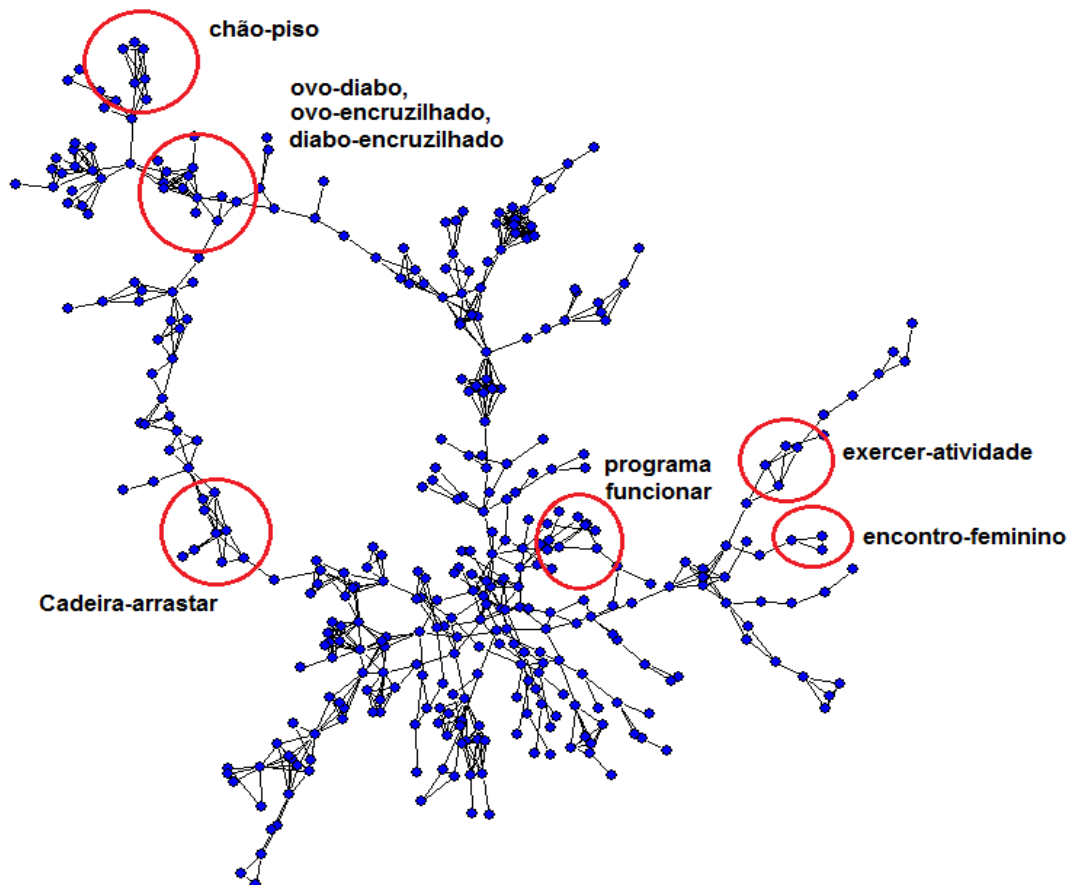 chão-piso
ovo-diabo,
ovo-encruzilhado,
diabo-encruzilhado
programa
funcionar
exercer-atividade
encontro-feminino
Cadeira-arrastar